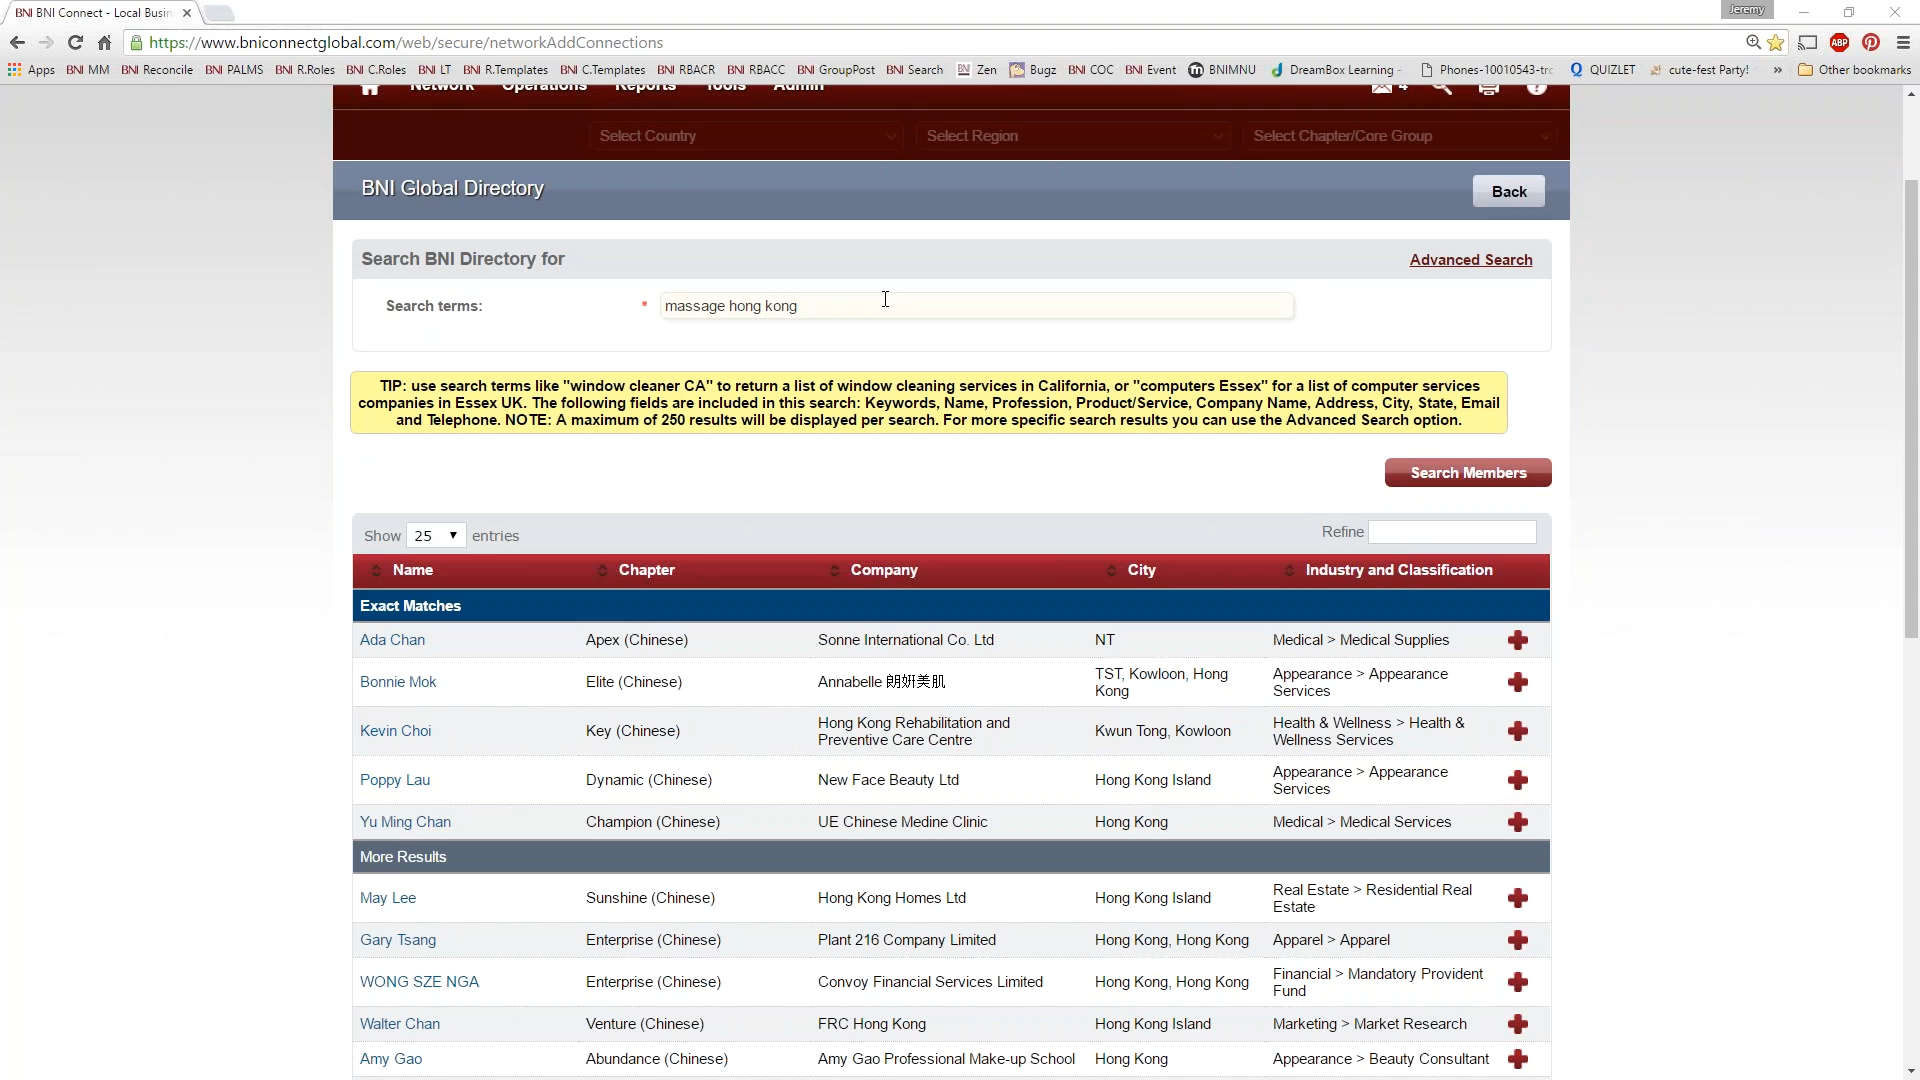 BNI BNI Connect - Local Busin
Jeremy
https://www.bniconnectglobal.com/web/secure/networkAddConnections
ABP
Apps BNI MM BNI Reconcile BNI PALMS BNI R.Roles BNI C.Roles BNI LT BNI R.Templates BNI C.Templates BNI RBACR BNI RBACC BNI GroupPost BNI Search BNI Zen Bugz BNI COC BNI Event BNIMNU DreamBox Learning - Phones-10010543-trc QUIZLET cute-fest Party! » Other bookmarks
Network Operations Reports Tools Admin 4
Select Country Select Region Select Chapter/Core Group
BNI Global Directory Back
Search BNI Directory for Advanced Search
Search terms: * massage hong kong
TIP: use search terms like "window cleaner CA" to return a list of window cleaning services in California, or "computers Essex" for a list of computer services
companies in Essex UK. The following fields are included in this search: Keywords, Name, Profession, Product/Service, Company Name, Address, City, State, Email
and Telephone. NOTE: A maximum of 250 results will be displayed per search. For more specific search results you can use the Advanced Search option.
Search Members
Show 25 entries Refine
Name Chapter Company City Industry and Classification
Exact Matches
Ada Chan Apex (Chinese) Sonne International Co. Ltd NT Medical > Medical Supplies
Bonnie Mok Elite (Chinese) Annabelle 朗妍美肌 TST, Kowloon, Hong Kong Appearance > Appearance Services
Kevin Choi Key (Chinese) Hong Kong Rehabilitation and Preventive Care Centre Kwun Tong, Kowloon Health & Wellness > Health & Wellness Services
Poppy Lau Dynamic (Chinese) New Face Beauty Ltd Hong Kong Island Appearance > Appearance Services
Yu Ming Chan Champion (Chinese) UE Chinese Medine Clinic Hong Kong Medical > Medical Services
More Results
May Lee Sunshine (Chinese) Hong Kong Homes Ltd Hong Kong Island Real Estate > Residential Real Estate
Gary Tsang Enterprise (Chinese) Plant 216 Company Limited Hong Kong, Hong Kong Apparel > Apparel
WONG SZE NGA Enterprise (Chinese) Convoy Financial Services Limited Hong Kong, Hong Kong Financial > Mandatory Provident Fund
Walter Chan Venture (Chinese) FRC Hong Kong Hong Kong Island Marketing > Market Research
Amy Gao Abundance (Chinese) Amy Gao Professional Make-up School Hong Kong Appearance > Beauty Consultant